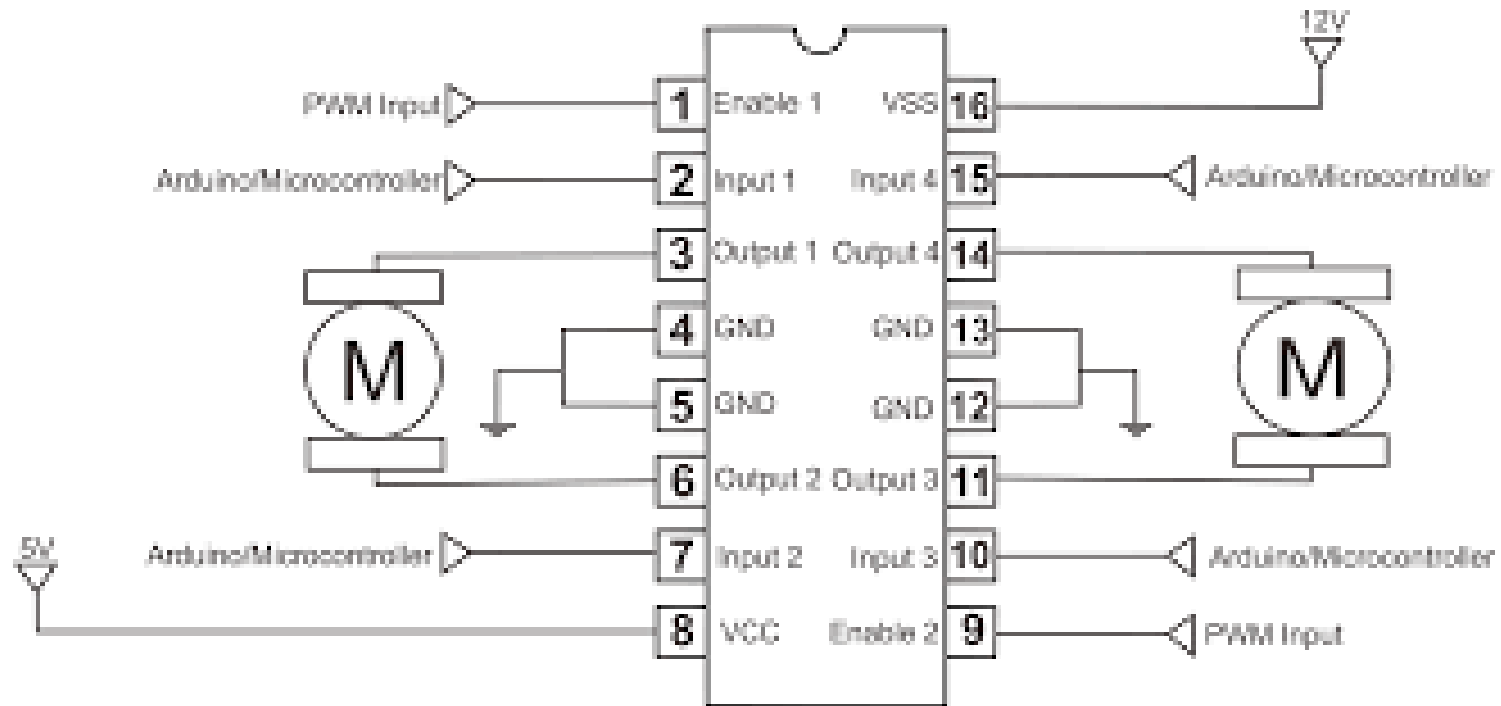 12V
PWM Input 1 Enable 1 VSS 16
Arduino/Microcontroller 2 Input 1 Input 4 15 Arduino/Microcontroller
3 Output 1 Output 4 14
4 GND GND 13
M M
5 GND GND 12
6 Output 2 Output 3 11
5V Arduino/Microcontroller 7 Input 2 Input 3 10 Arduino/Microcontroller
8 VCC Enable 2 9 PWM Input